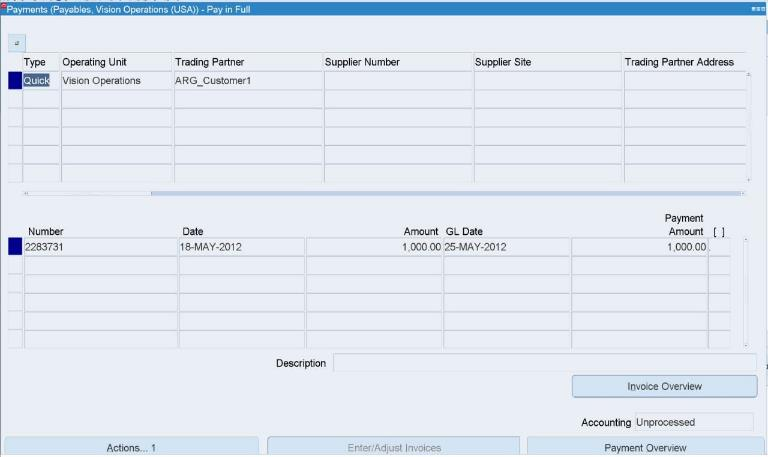 Payments (Payables, Vision Operations (USA)) - Pay in Full
Type Operating Unit Trading Partner Supplier Number Supplier Site Trading Partner Address
Quick Vision Operations ARG_Customer1
Payment
Number Date Amount GL Date Amount [ ]
2283731 18-MAY-2012 1,000.00 25-MAY-2012 1,000.00 .
Description
Invoice Overview
Accounting Unprocessed
Actions... 1 Enter/Adjust Invoices Payment Overview